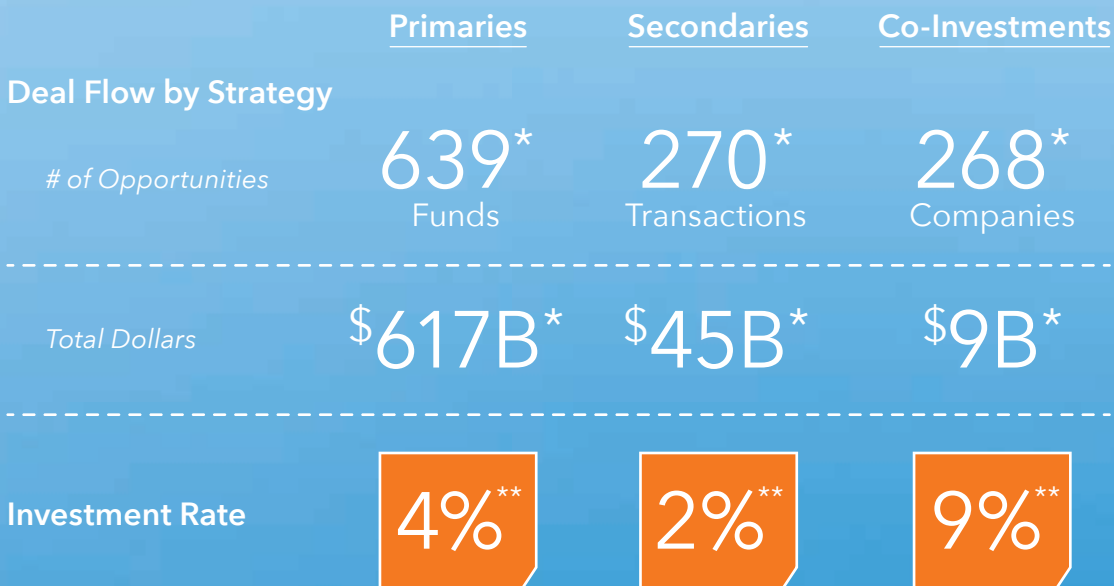 Primaries Secondaries Co-Investments
Deal Flow by Strategy
# of Opportunities 639* 270* 268*
Funds Transactions Companies
Total Dollars $617B* $45B* $9B*
Investment Rate 4%** 2%** 9%**